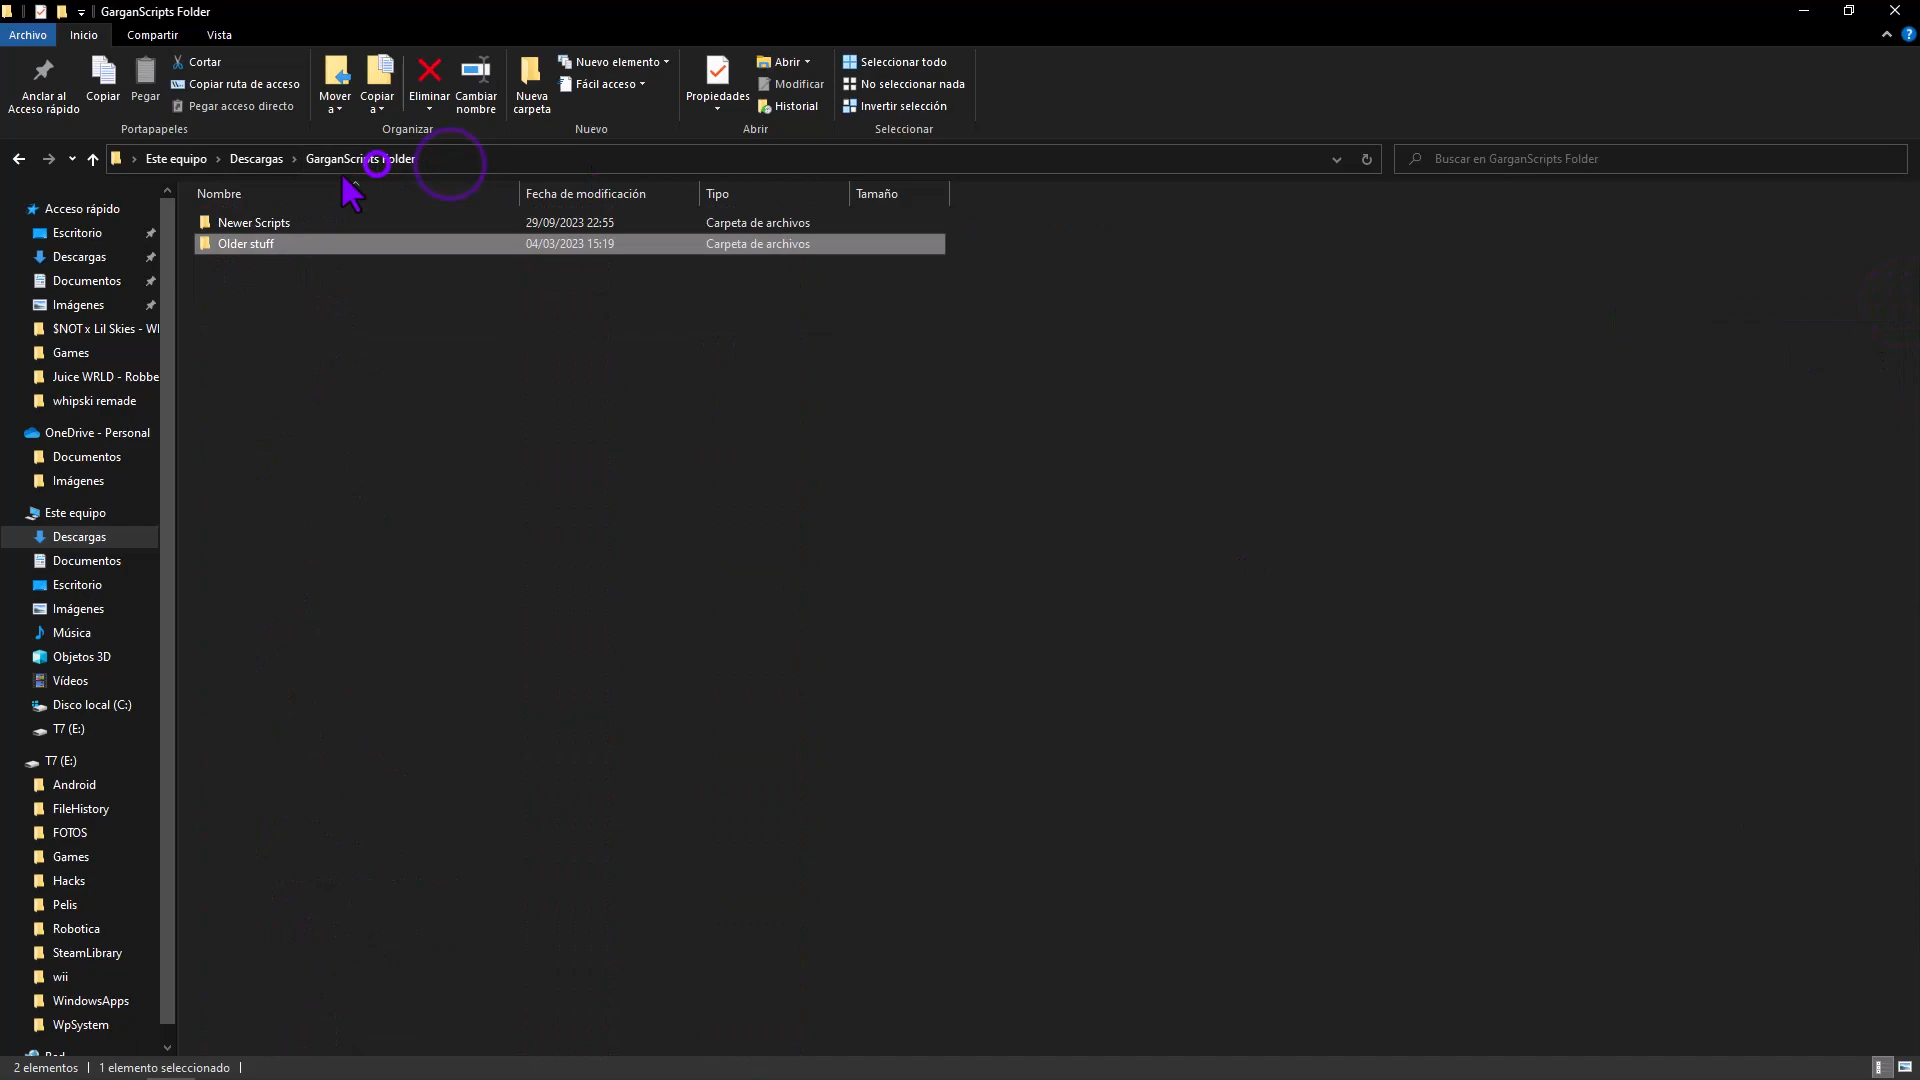 GarganScripts Folder
Archivo Inicio Compartir Vista
Anclar al Acceso rápido
Copiar
Pegar
Cortar
Copiar ruta de acceso
Pegar acceso directo
Portapapeles
Mover a
Copiar a
Eliminar
Cambiar nombre
Organizar
Nueva carpeta
Nuevo elemento
Fácil acceso
Nuevo
Propiedades
Abrir
Modificar
Historial
Abrir
Seleccionar todo
No seleccionar nada
Invertir selección
Seleccionar
Este equipo Descargas GarganScripts Folder
Buscar en GarganScripts Folder
Nombre Fecha de modificación Tipo Tamaño
Newer Scripts 29/09/2023 22:55 Carpeta de archivos
Older stuff 04/03/2023 15:19 Carpeta de archivos
Acceso rápido
Escritorio
Descargas
Documentos
Imágenes
$NOT x Lil Skies - WI
Games
Juice WRLD - Robbe
whipski remade
OneDrive - Personal
Documentos
Imágenes
Este equipo
Descargas
Documentos
Escritorio
Imágenes
Música
Objetos 3D
Vídeos
Disco local (C:)
T7 (E:)
T7 (E:)
Android
FileHistory
FOTOS
Games
Hacks
Pelis
Robotica
SteamLibrary
wii
WindowsApps
WpSystem
2 elementos 1 elemento seleccionado